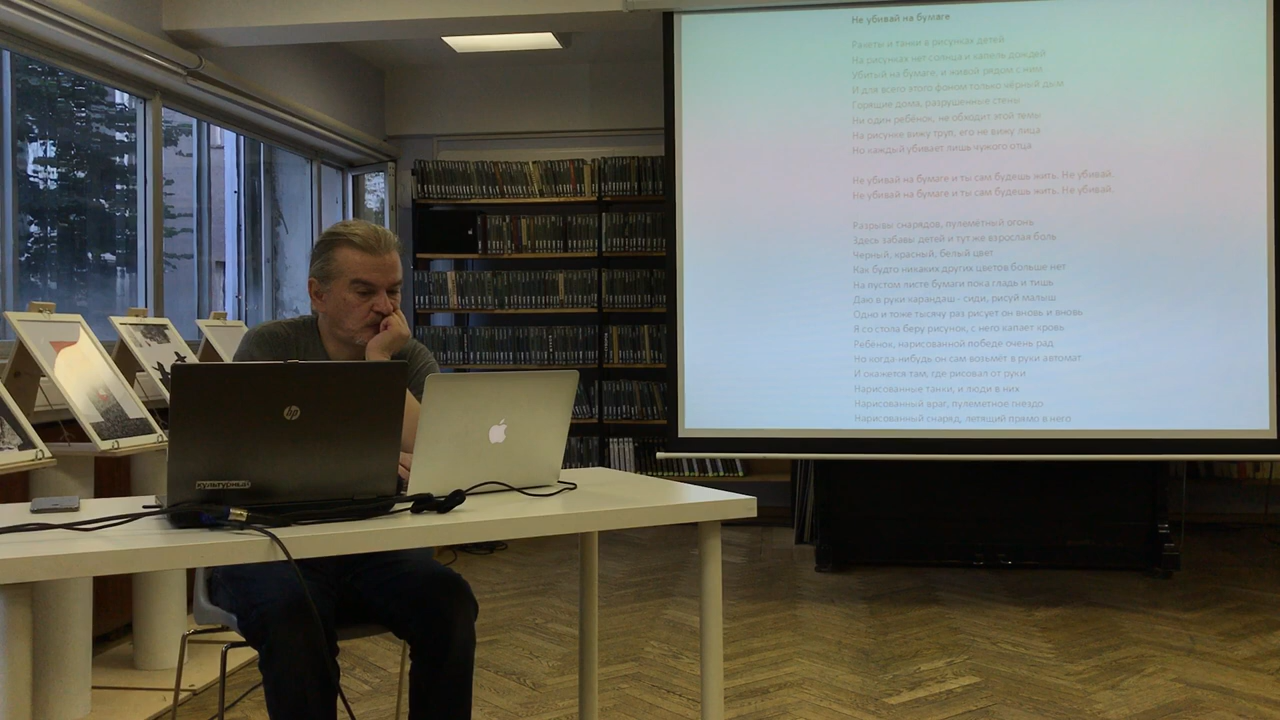 Не убивай на бумаге
Ракеты и танки в рисунках детей
На рисунках нет солнца и капель дождей
Убитый на бумаге, и живой рядом с ним
И для всего этого фоном только чёрный дым
Горящие дома, разрушенные стены
Ни один ребёнок, не обходит этой темы
На рисунке вижу труп, его не вижу лица
Но каждый убивает лишь чужого отца
Не убивай на бумаге и ты сам будешь жить. Не убивай.
Не убивай на бумаге и ты сам будешь жить. Не убивай.
Разрывы снарядов, пулемётный огонь
Здесь забавы детей и тут же взрослая боль
Черный, красный, белый цвет
Как будто никаких других цветов больше нет
На пустом листе бумаги пока гладь и тишь
Даю в руки карандаш - сиди, рисуй малыш
Одно и тоже тысячу раз рисует он вновь и вновь
Я со стола беру рисунок, с него капает кровь
Ребёнок, нарисованной победе очень рад
Но когда-нибудь он сам возьмёт в руки автомат
И окажется там, где рисовал от руки
Нарисованные танки, и люди в них
Нарисованный враг, пулеметное гнездо
Нарисованный снаряд, летящий прямо в него
hp
культурный